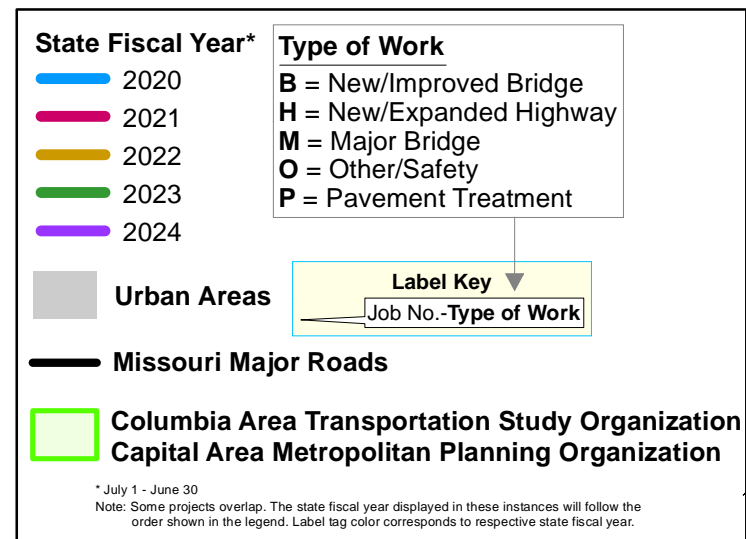 State Fiscal Year*
2020
2021
2022
2023
2024
Type of Work
B = New/Improved Bridge
H = New/Expanded Highway
M = Major Bridge
O = Other/Safety
P = Pavement Treatment
Urban Areas
Label Key
Job No.-Type of Work
Missouri Major Roads
Columbia Area Transportation Study Organization
Capital Area Metropolitan Planning Organization
* July 1 - June 30
Note: Some projects overlap. The state fiscal year displayed in these instances will follow the
order shown in the legend. Label tag color corresponds to respective state fiscal year.